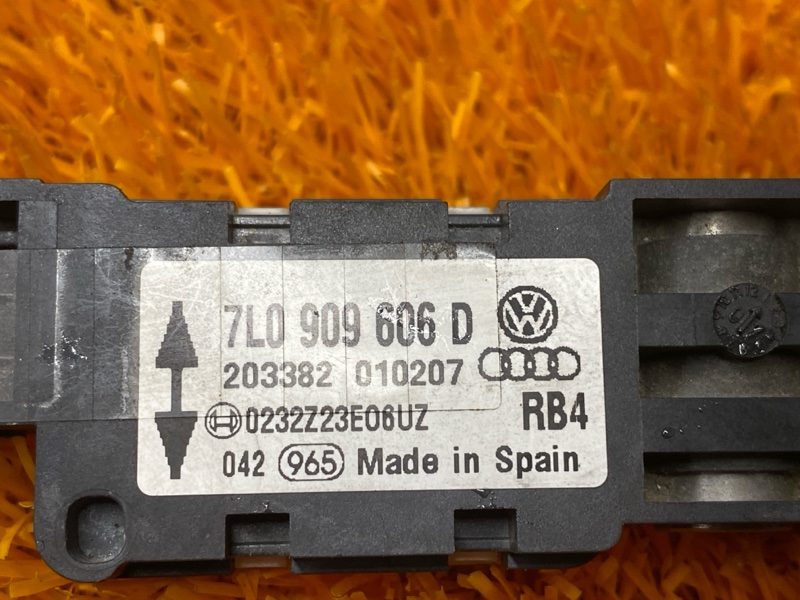 7L0 909 606 D
203382 010207
0232Z23E06UZ
RB4
042 965 Made in Spain